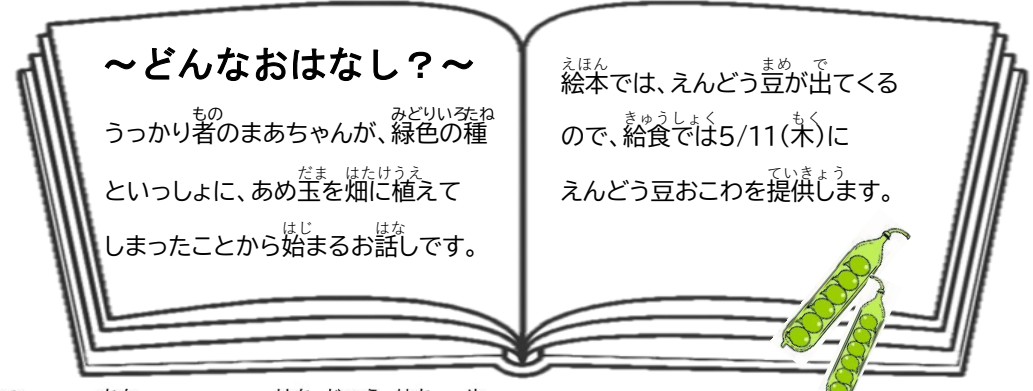 ～どんなおはなし？～
うっかり者のまあちゃんが、緑色の種
といっしょに、あめ玉を畑に植えて
しまったことから始まるお話しです。
絵本では、えんどう豆が出てくる
ので、給食では5/11(木)に
えんどう豆おこわを提供します。